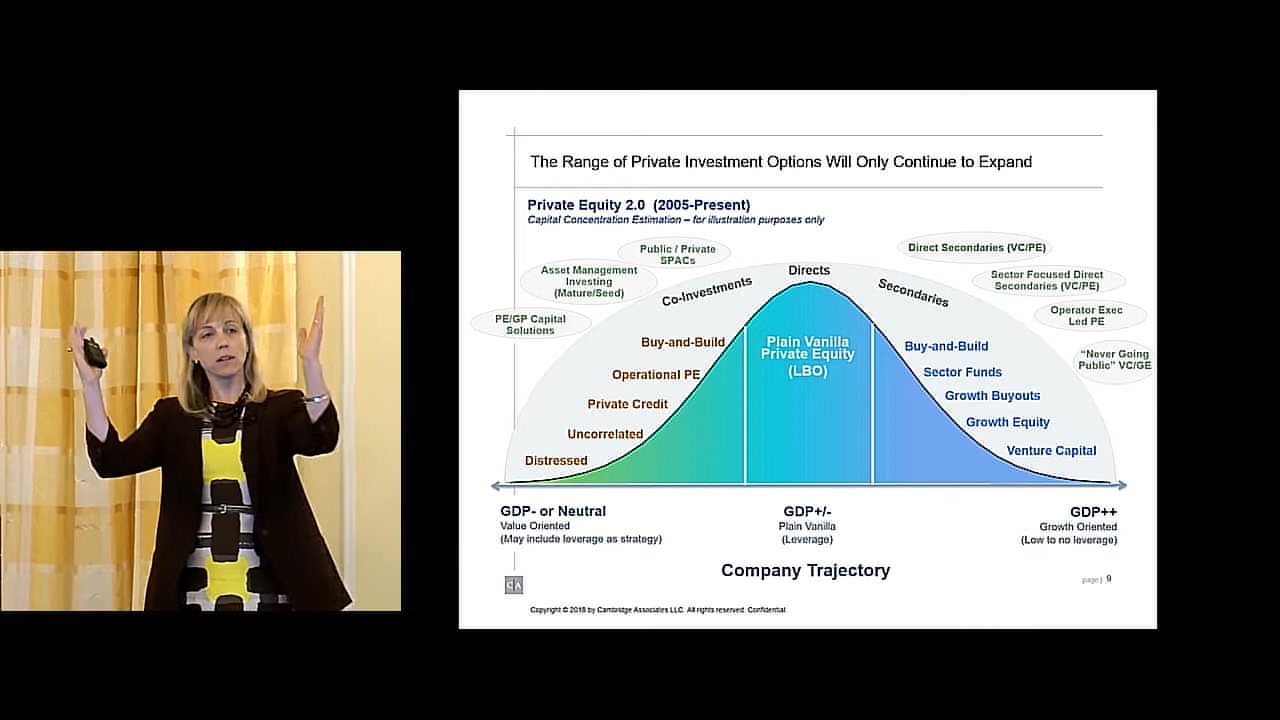 The Range of Private Investment Options Will Only Continue to Expand
Private Equity 2.0 (2005-Present)
Capital Concentration Estimation – for illustration purposes only
Public / Private
SPACs
Asset Management
Investing
(Mature/Seed)
PE/GP Capital
Solutions
Direct Secondaries (VC/PE)
Sector Focused Direct
Secondaries (VC/PE)
Operator Exec
Led PE
“Never Going
Public” VC/GE
Co-Investments
Directs
Secondaries
Buy-and-Build
Operational PE
Private Credit
Uncorrelated
Distressed
Plain Vanilla
Private Equity
(LBO)
Buy-and-Build
Sector Funds
Growth Buyouts
Growth Equity
Venture Capital
GDP- or Neutral
Value Oriented
(May include leverage as strategy)
GDP+/-
Plain Vanilla
(Leverage)
GDP++
Growth Oriented
(Low to no leverage)
Company Trajectory
CA
page | 9
Copyright © 2016 by Cambridge Associates LLC. All rights reserved. Confidential.